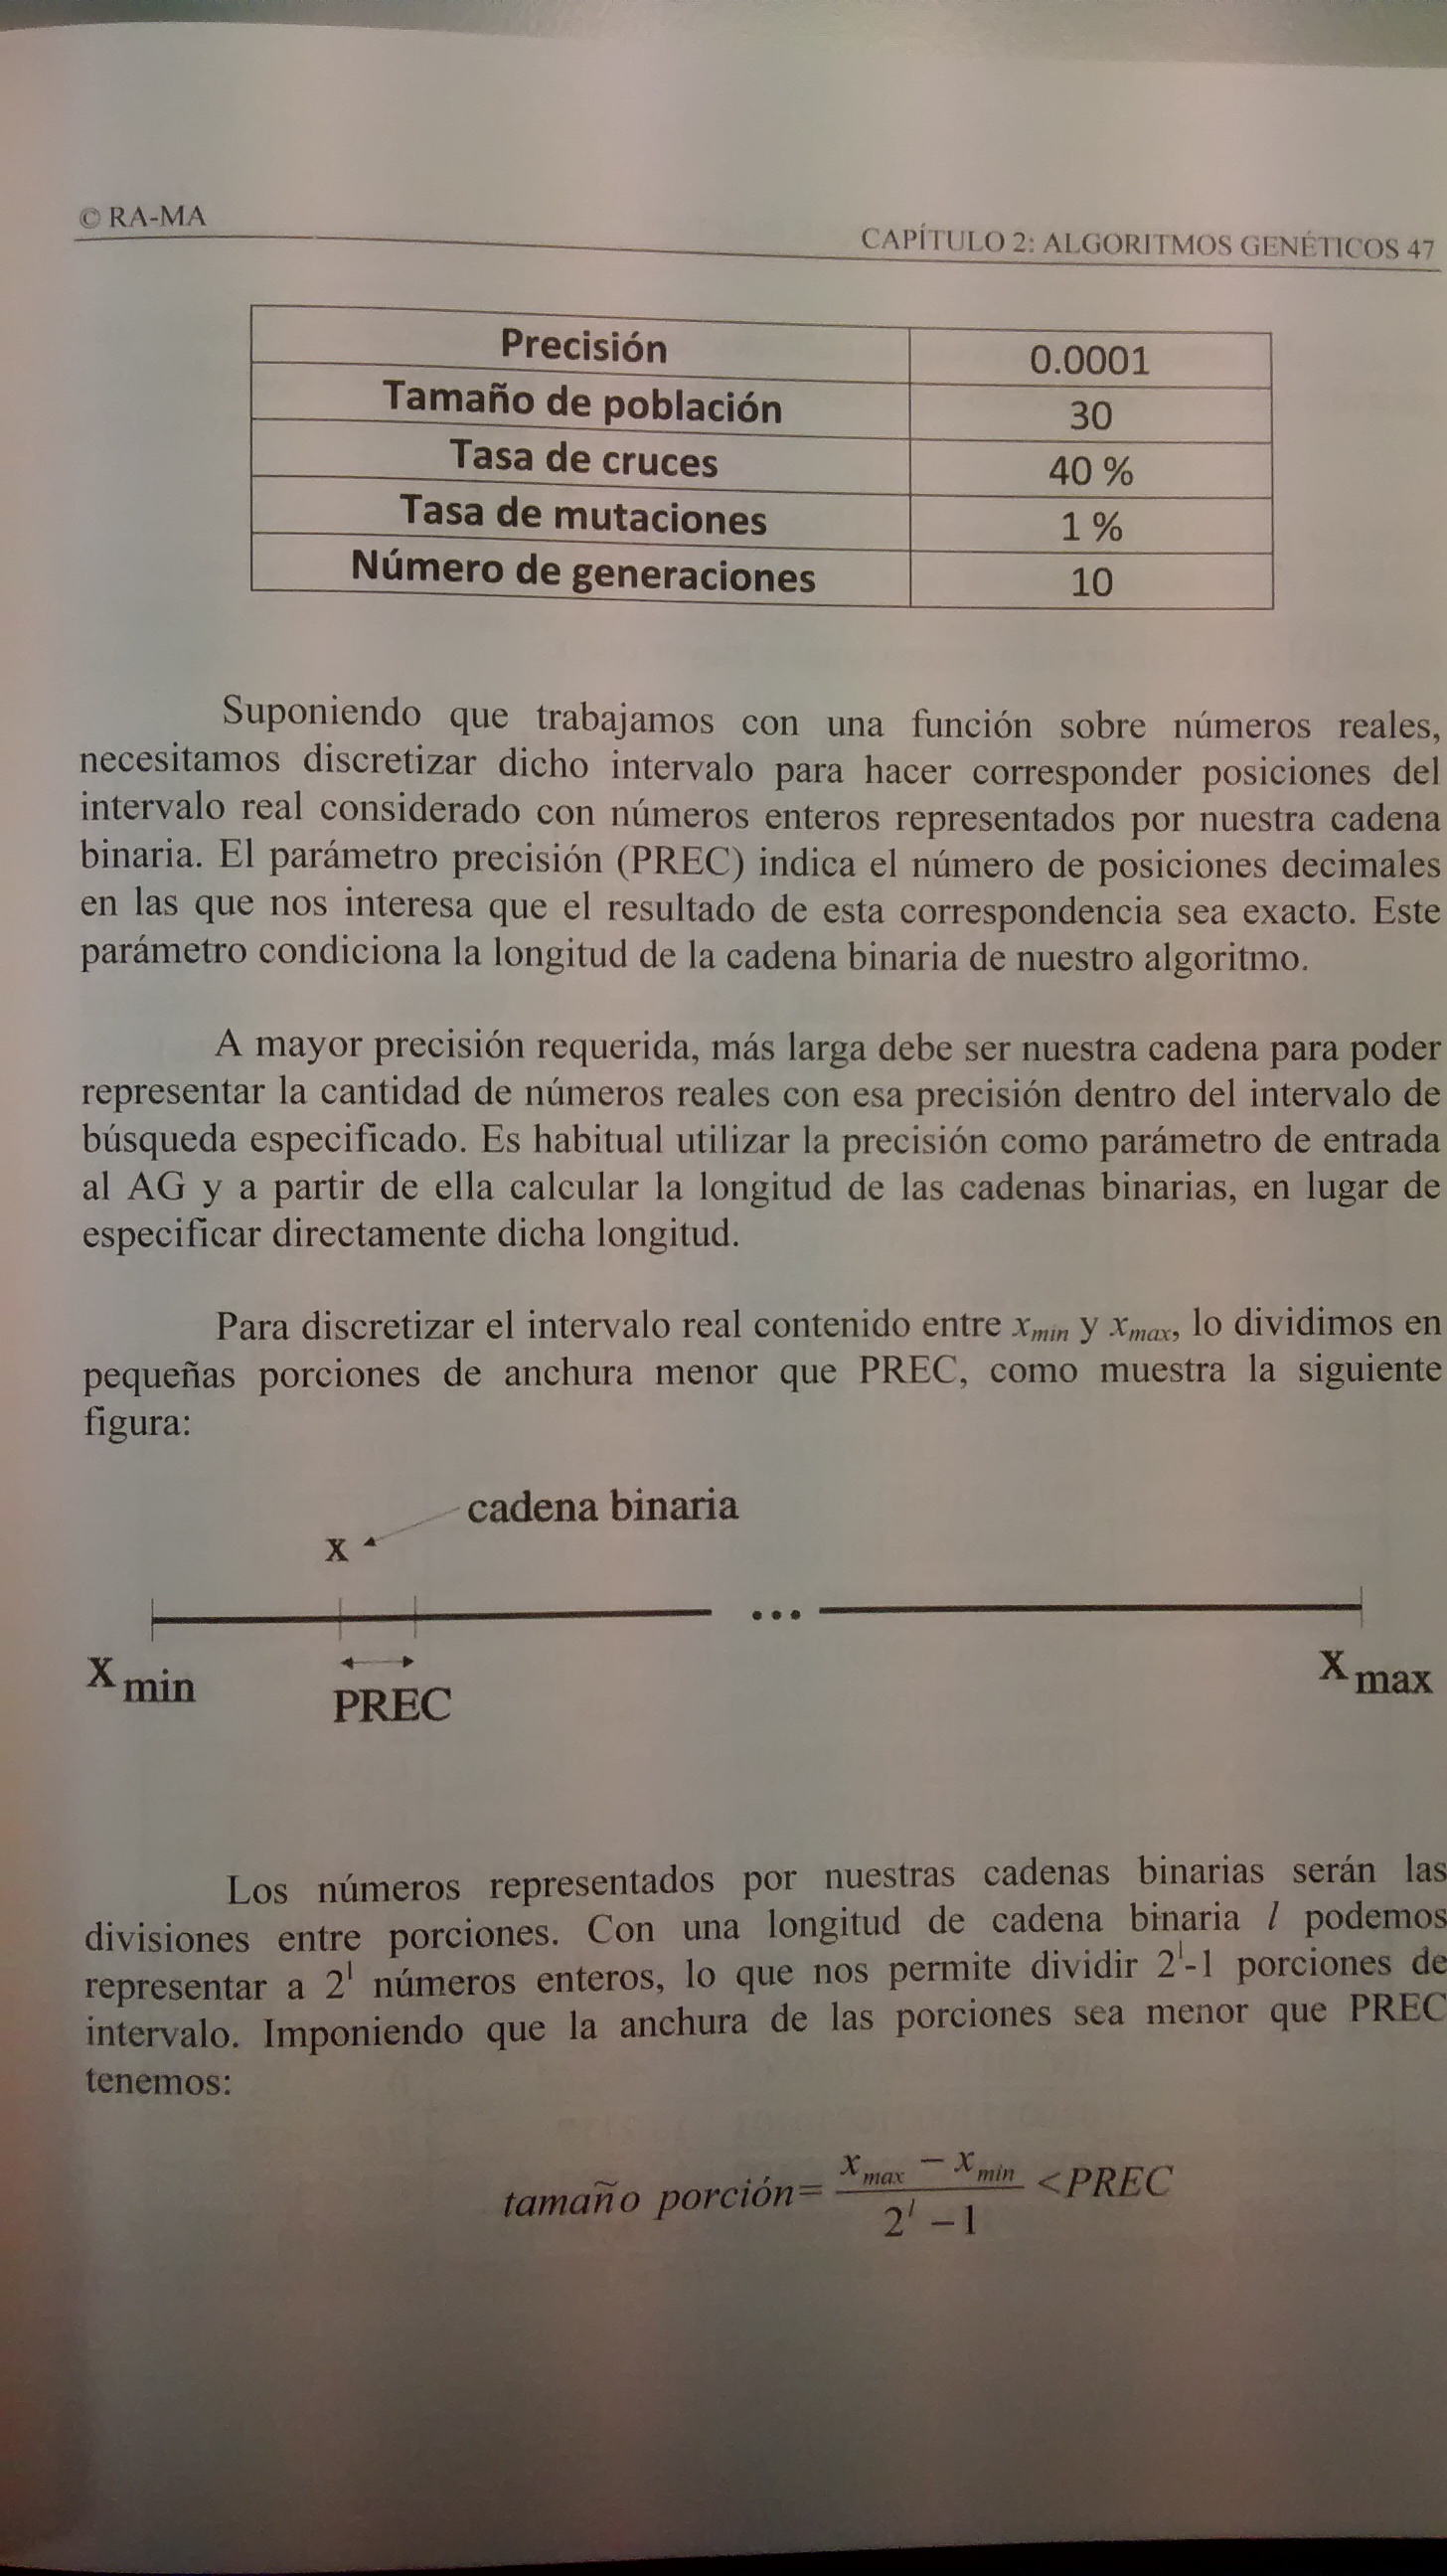 © RA-MA
CAPÍTULO 2: ALGORITMOS GENÉTICOS 47
Precisión 0.0001
Tamaño de población 30
Tasa de cruces 40 %
Tasa de mutaciones 1 %
Número de generaciones 10
Suponiendo que trabajamos con una función sobre números reales,
necesitamos discretizar dicho intervalo para hacer corresponder posiciones del
intervalo real considerado con números enteros representados por nuestra cadena
binaria. El parámetro precisión (PREC) indica el número de posiciones decimales
en las que nos interesa que el resultado de esta correspondencia sea exacto. Este
parámetro condiciona la longitud de la cadena binaria de nuestro algoritmo.
A mayor precisión requerida, más larga debe ser nuestra cadena para poder
representar la cantidad de números reales con esa precisión dentro del intervalo de
búsqueda especificado. Es habitual utilizar la precisión como parámetro de entrada
al AG y a partir de ella calcular la longitud de las cadenas binarias, en lugar de
especificar directamente dicha longitud.
Para discretizar el intervalo real contenido entre x_min y x_max, lo dividimos en
pequeñas porciones de anchura menor que PREC, como muestra la siguiente
figura:
cadena binaria
x
...
X min X max
PREC
Los números representados por nuestras cadenas binarias serán las
divisiones entre porciones. Con una longitud de cadena binaria l podemos
representar a 2^l números enteros, lo que nos permite dividir 2^l-1 porciones de
intervalo. Imponiendo que la anchura de las porciones sea menor que PREC
tenemos:
tamaño porción = (x_max − x_min) / (2^l − 1) < PREC